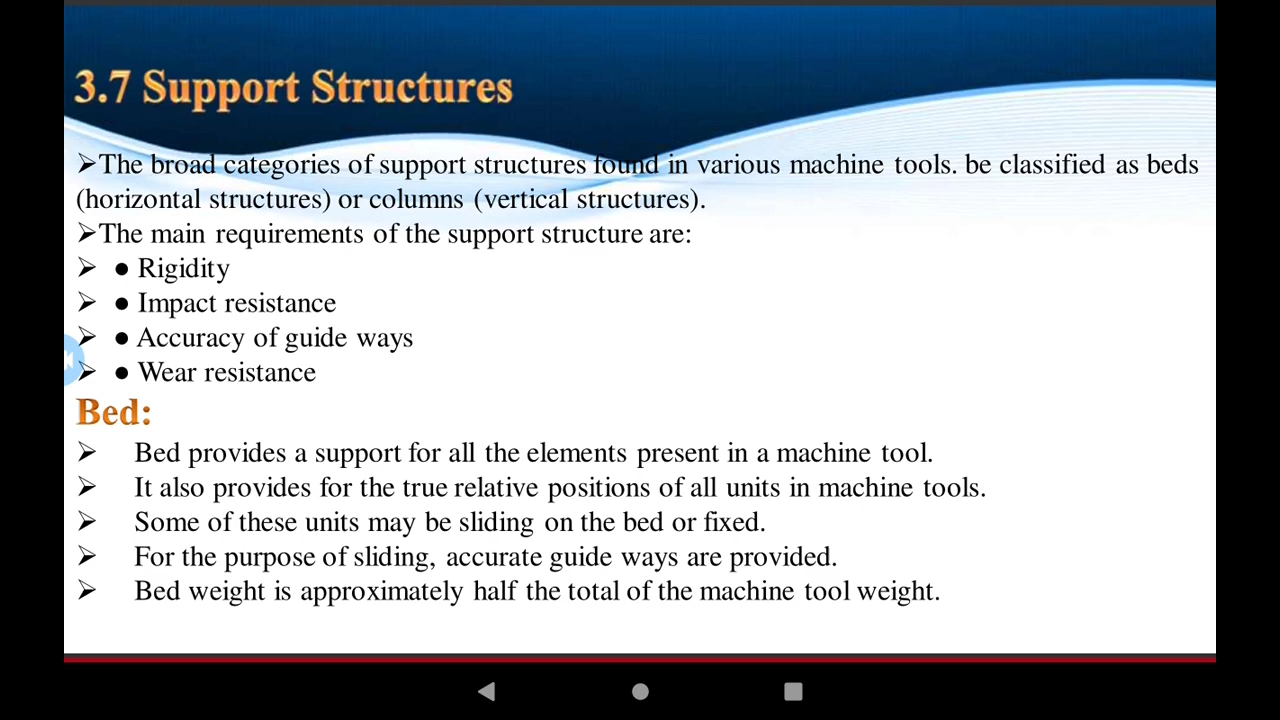 3.7 Support Structures
➢The broad categories of support structures found in various machine tools. be classified as beds
(horizontal structures) or columns (vertical structures).
➢The main requirements of the support structure are:
➢ ● Rigidity
➢ ● Impact resistance
➢ ● Accuracy of guide ways
➢ ● Wear resistance
Bed:
➢ Bed provides a support for all the elements present in a machine tool.
➢ It also provides for the true relative positions of all units in machine tools.
➢ Some of these units may be sliding on the bed or fixed.
➢ For the purpose of sliding, accurate guide ways are provided.
➢ Bed weight is approximately half the total of the machine tool weight.